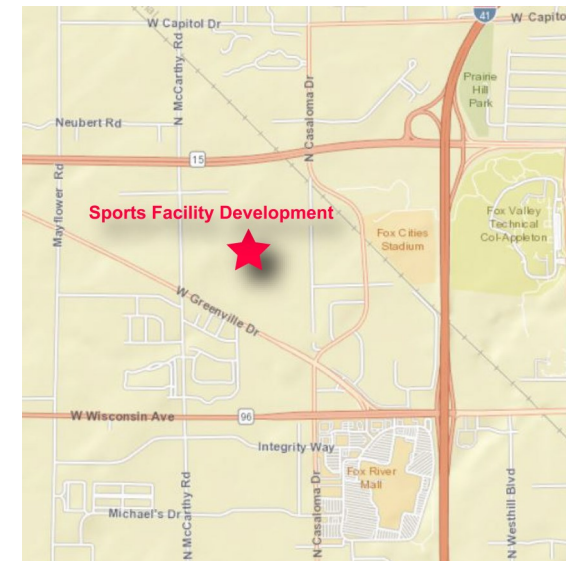 W Capitol Dr
41
W Capito
N McCarthy Rd
N Casaloma Dr
Prairie
Hill
Park
Neubert Rd
15
Mayflower Rd
Sports Facility Development
Fox Cities
Stadium
Fox Valley
Technical
Col-Appleton
W Greenville Dr
W Wisconsin Ave
96
Integrity Way
Fox River
Mall
Michael's Dr
N McCarthy Rd
N Casaloma Dr
N Westhill Blvd